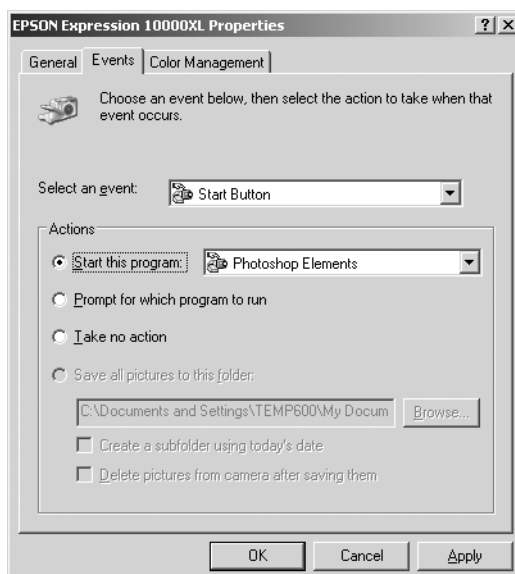 EPSON Expression 10000XL Properties
General Events Color Management
Choose an event below, then select the action to take when that
event occurs.
Select an event: Start Button
Actions
Start this program: Photoshop Elements
Prompt for which program to run
Take no action
Save all pictures to this folder:
C:\Documents and Settings\TEMP600\My Docum Browse...
Create a subfolder using today's date
Delete pictures from camera after saving them
OK Cancel Apply